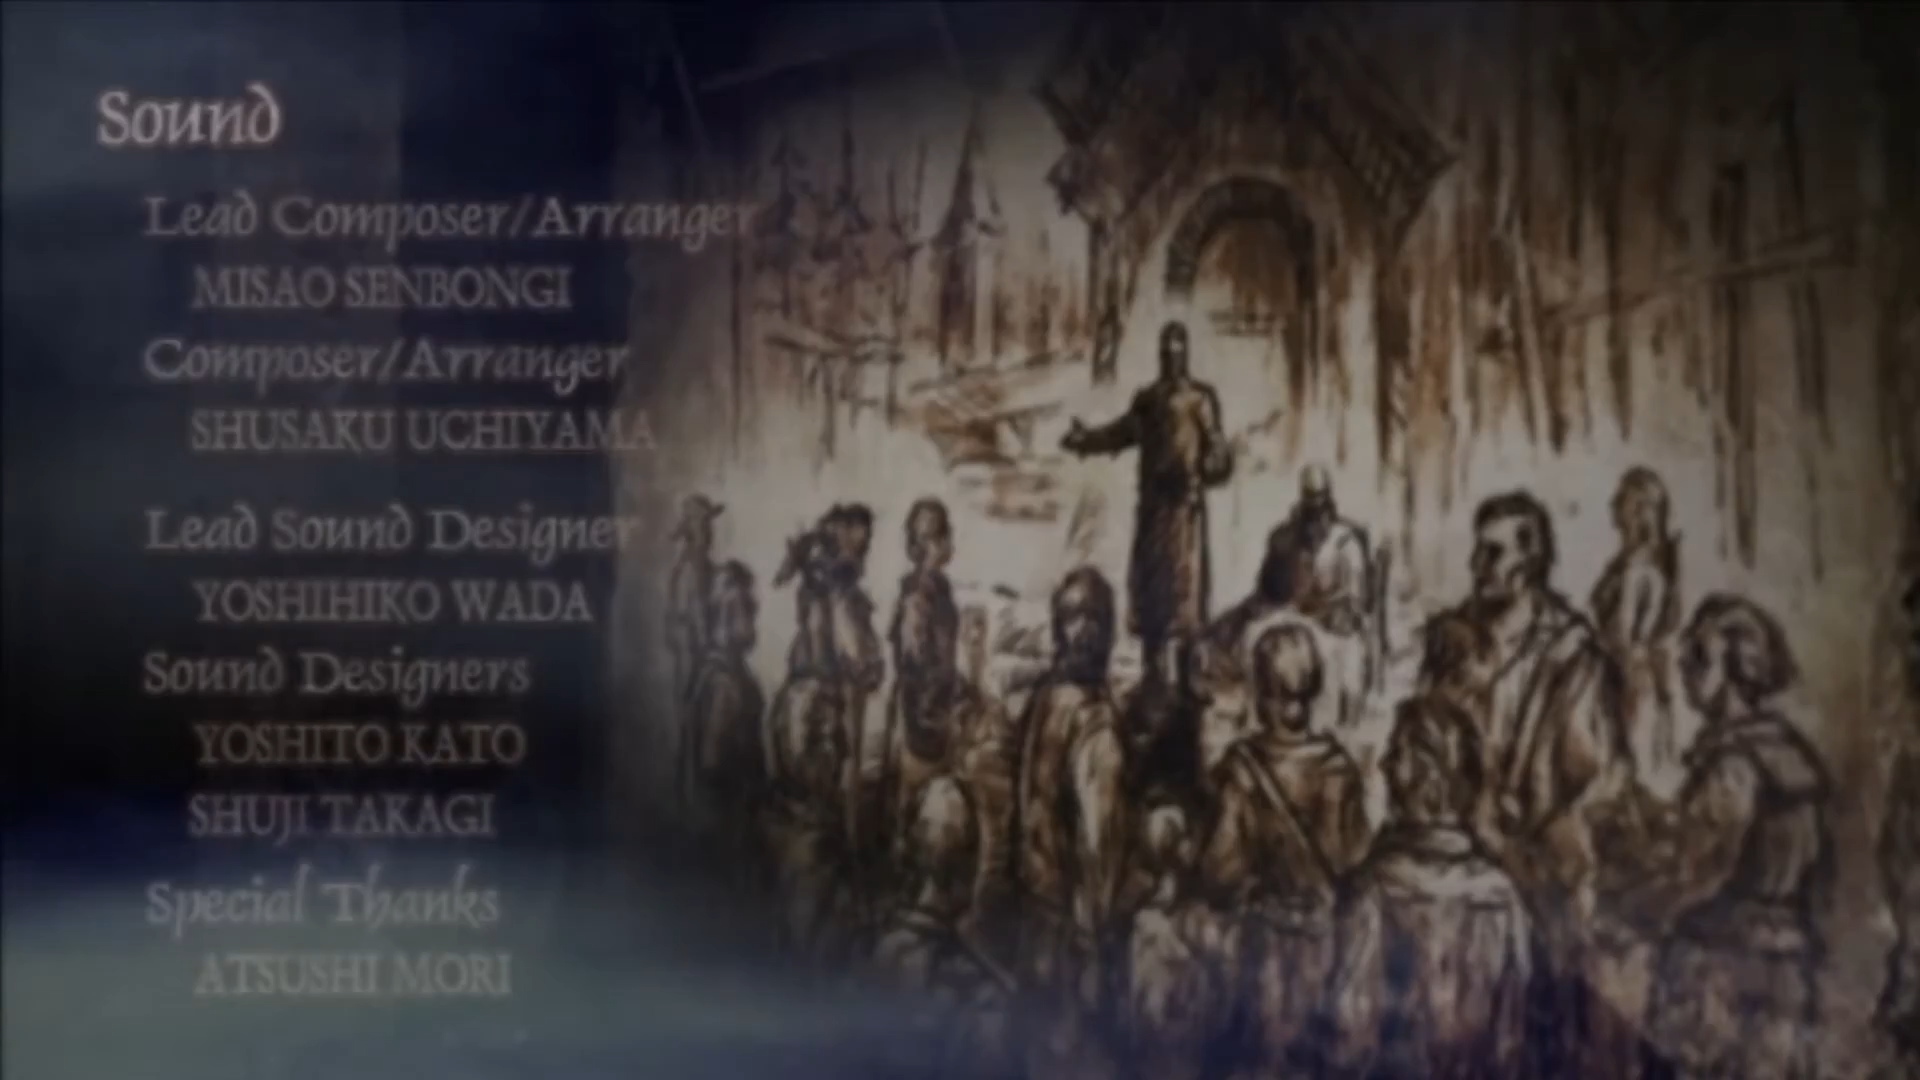 Sound
Lead Composer/Arranger
MISAO SENBONGI
Composer/Arranger
SHUSAKU UCHIYAMA
Lead Sound Designer
YOSHIHIKO WADA
Sound Designers
YOSHITO KATO
SHUJI TAKAGI
Special Thanks
ATSUSHI MORI